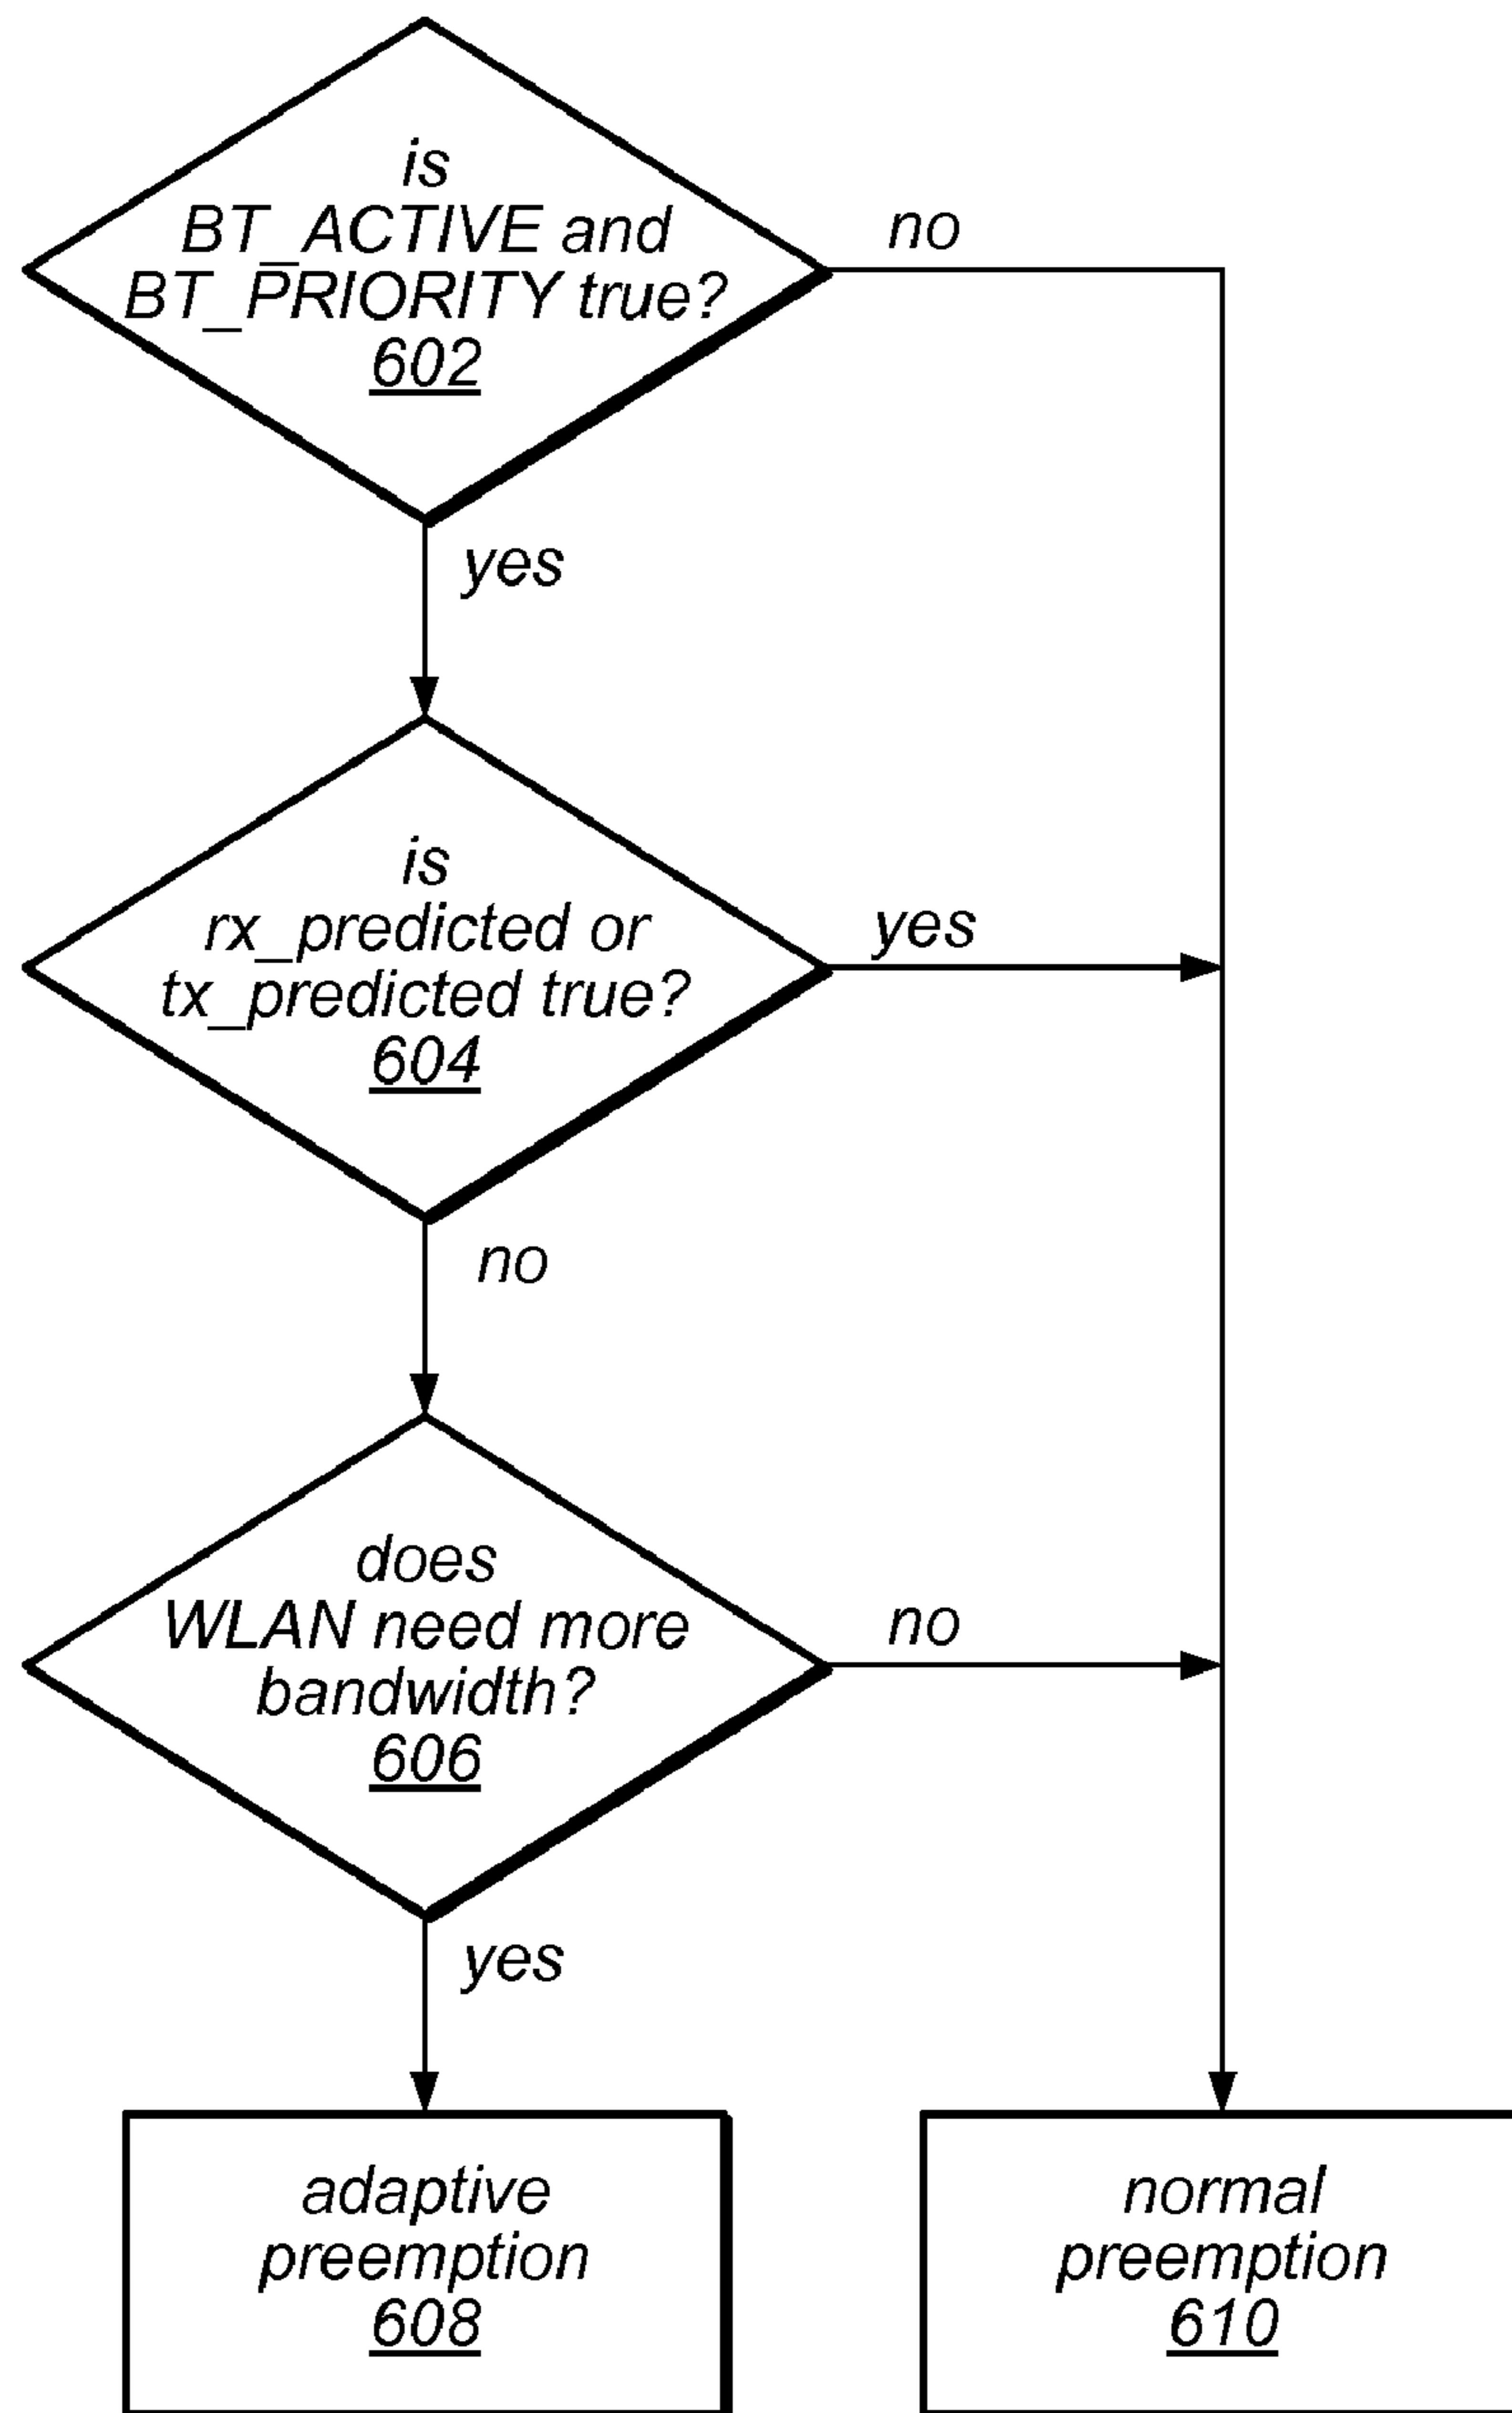 is
BT_ACTIVE and
BT_PRIORITY true?
602
no
yes
is
rx_predicted or
tx_predicted true?
604
yes
no
does
WLAN need more
bandwidth?
606
no
yes
adaptive
preemption
608
normal
preemption
610